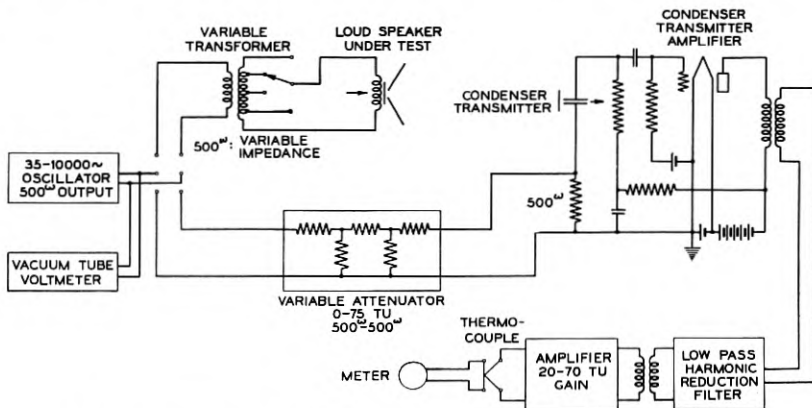 VARIABLE
TRANSFORMER
LOUD SPEAKER
UNDER TEST
CONDENSER
TRANSMITTER
AMPLIFIER
CONDENSER
TRANSMITTER
500ω: VARIABLE
IMPEDANCE
35-10000~
OSCILLATOR
500ω OUTPUT
500ω
VACUUM TUBE
VOLTMETER
VARIABLE ATTENUATOR
0-75 TU
500ω-500ω
THERMO-
COUPLE
METER
AMPLIFIER
20-70 TU
GAIN
LOW PASS
HARMONIC
REDUCTION
FILTER